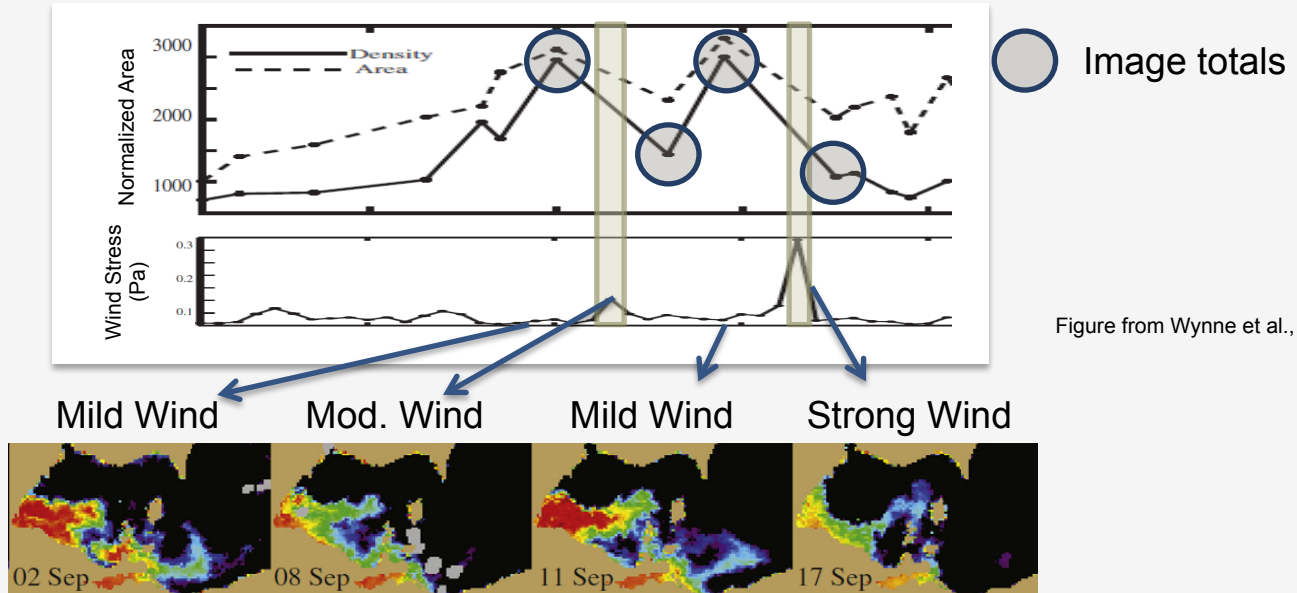 3000
2000
1000
Normalized Area
Density
Area
Image totals
0.3
0.2
0.1
Wind Stress
(Pa)
Figure from Wynne et al.,
Mild Wind
Mod. Wind
Mild Wind
Strong Wind
02 Sep
08 Sep
11 Sep
17 Sep